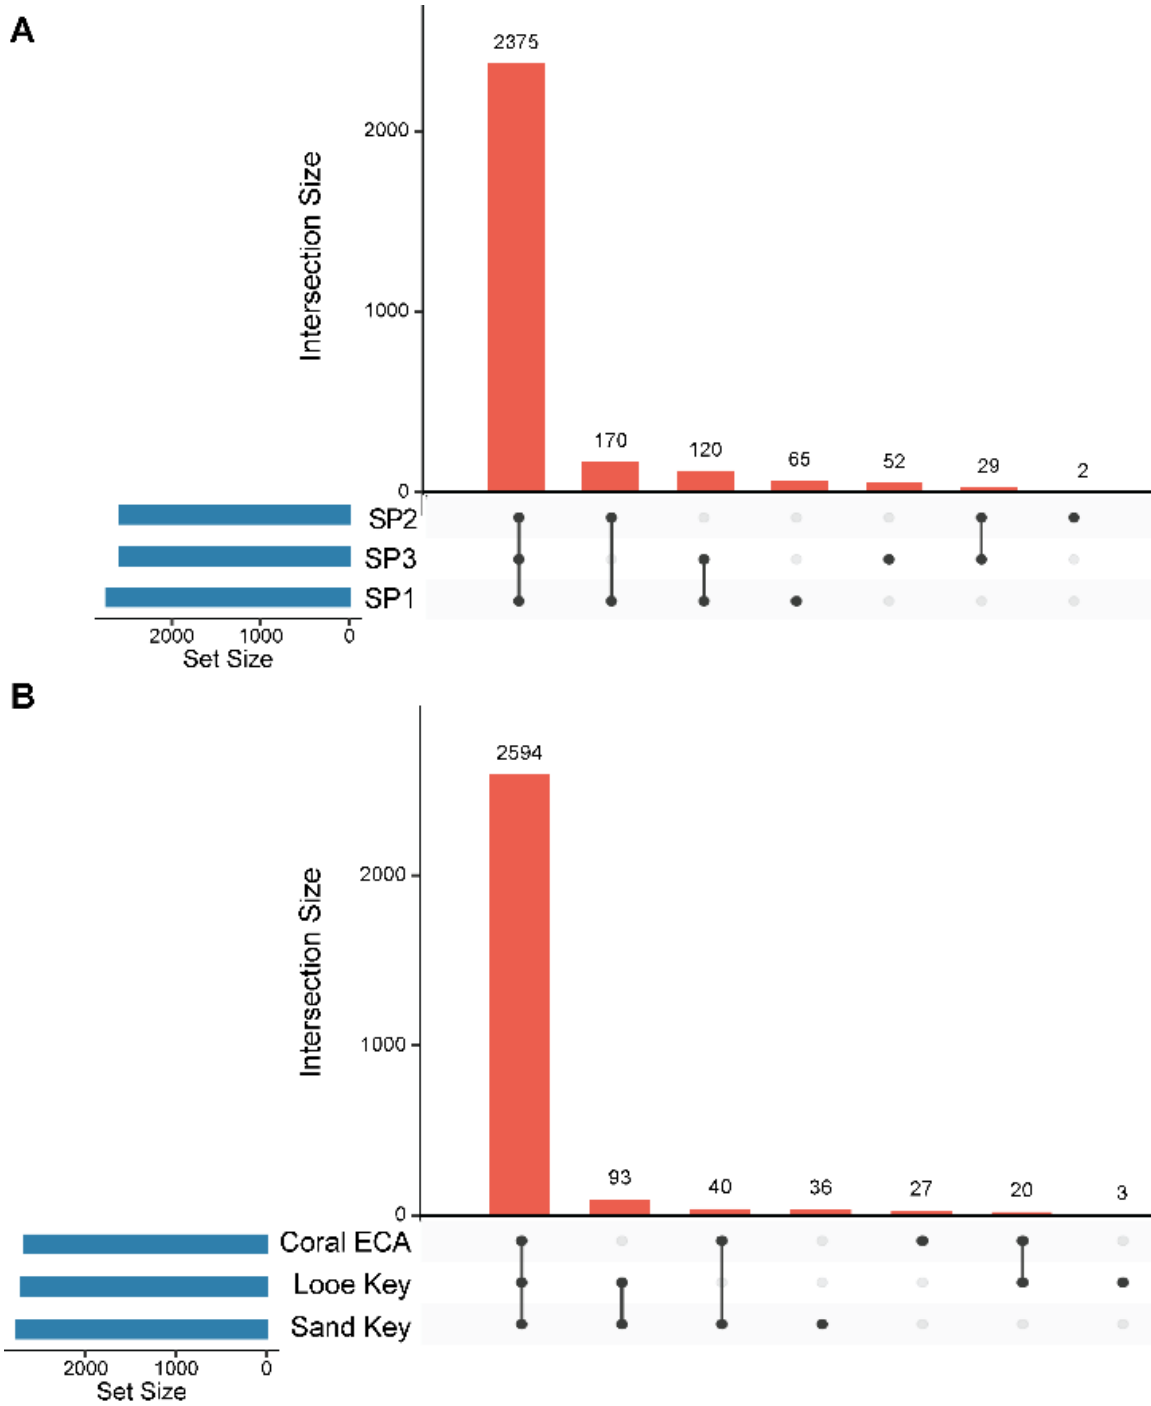 A
2375
2000
Intersection Size
1000
170
120
65
52
29
2
0
SP2
SP3
SP1
2000 1000 0
Set Size
B
2594
2000
Intersection Size
1000
93
40
36
27
20
3
0
Coral ECA
Looe Key
Sand Key
2000 1000 0
Set Size